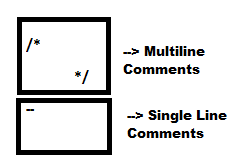 /*
*/
--> Multiline
Comments
--
--> Single Line
Comments